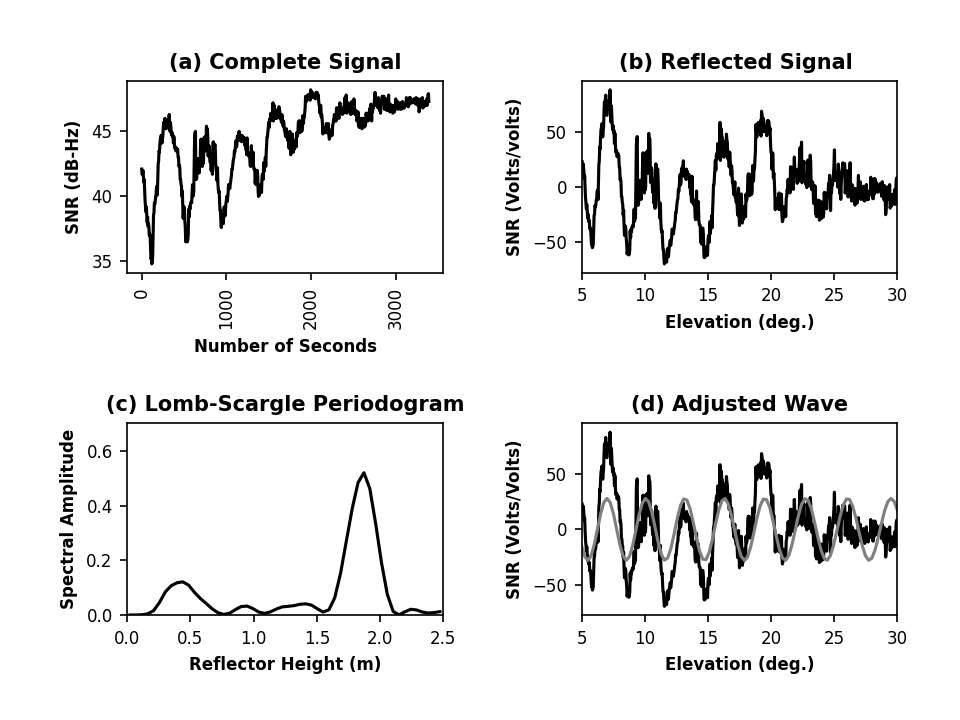 (a) Complete Signal
SNR (dB-Hz)
45
40
35
0
1000
2000
3000
Number of Seconds
(b) Reflected Signal
SNR (Volts/volts)
50
0
−50
5 10 15 20 25 30
Elevation (deg.)
(c) Lomb-Scargle Periodogram
Spectral Amplitude
0.6
0.4
0.2
0.0
0.0 0.5 1.0 1.5 2.0 2.5
Reflector Height (m)
(d) Adjusted Wave
SNR (Volts/Volts)
50
0
−50
5 10 15 20 25 30
Elevation (deg.)